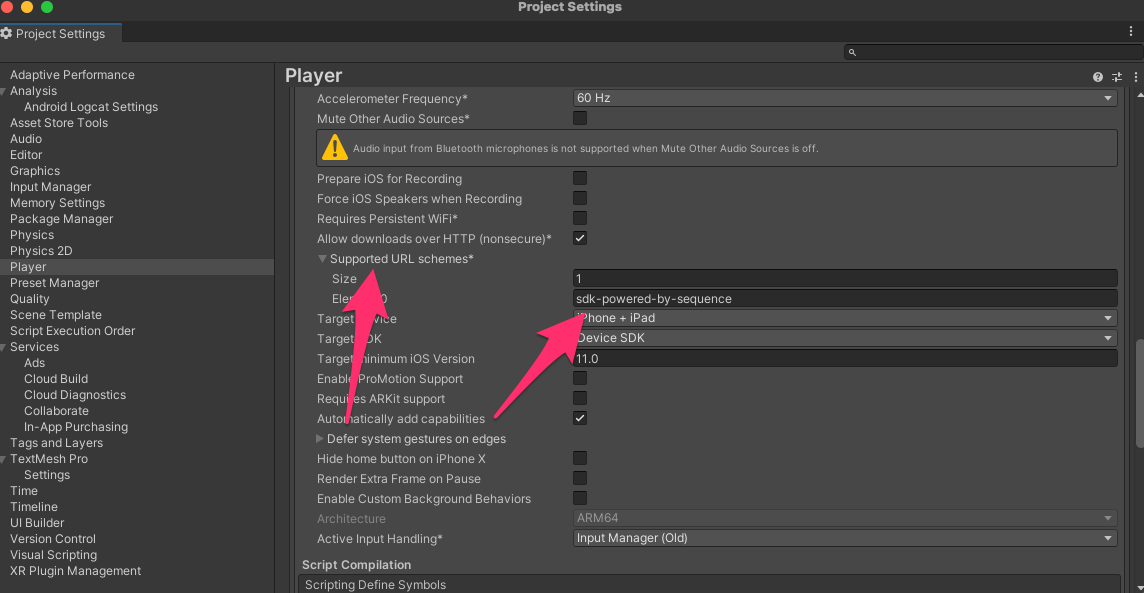 Project Settings
Project Settings
Adaptive Performance
Analysis
Android Logcat Settings
Asset Store Tools
Audio
Editor
Graphics
Input Manager
Memory Settings
Package Manager
Physics
Physics 2D
Player
Preset Manager
Quality
Scene Template
Script Execution Order
Services
Ads
Cloud Build
Cloud Diagnostics
Collaborate
In-App Purchasing
Tags and Layers
TextMesh Pro
Settings
Time
Timeline
UI Builder
Version Control
Visual Scripting
XR Plugin Management
Player
Accelerometer Frequency* 60 Hz
Mute Other Audio Sources*
Audio input from Bluetooth microphones is not supported when Mute Other Audio Sources is off.
Prepare iOS for Recording
Force iOS Speakers when Recording
Requires Persistent WiFi*
Allow downloads over HTTP (nonsecure)*
Supported URL schemes*
Size 1
0 sdk-powered-by-sequence
Target iPhone + iPad
Target Device SDK
Target minimum iOS Version 11.0
Enable ProMotion Support
Requires ARKit support
Automatically add capabilities
Defer system gestures on edges
Hide home button on iPhone X
Render Extra Frame on Pause
Enable Custom Background Behaviors
Architecture ARM64
Active Input Handling* Input Manager (Old)
Script Compilation
Scripting Define Symbols